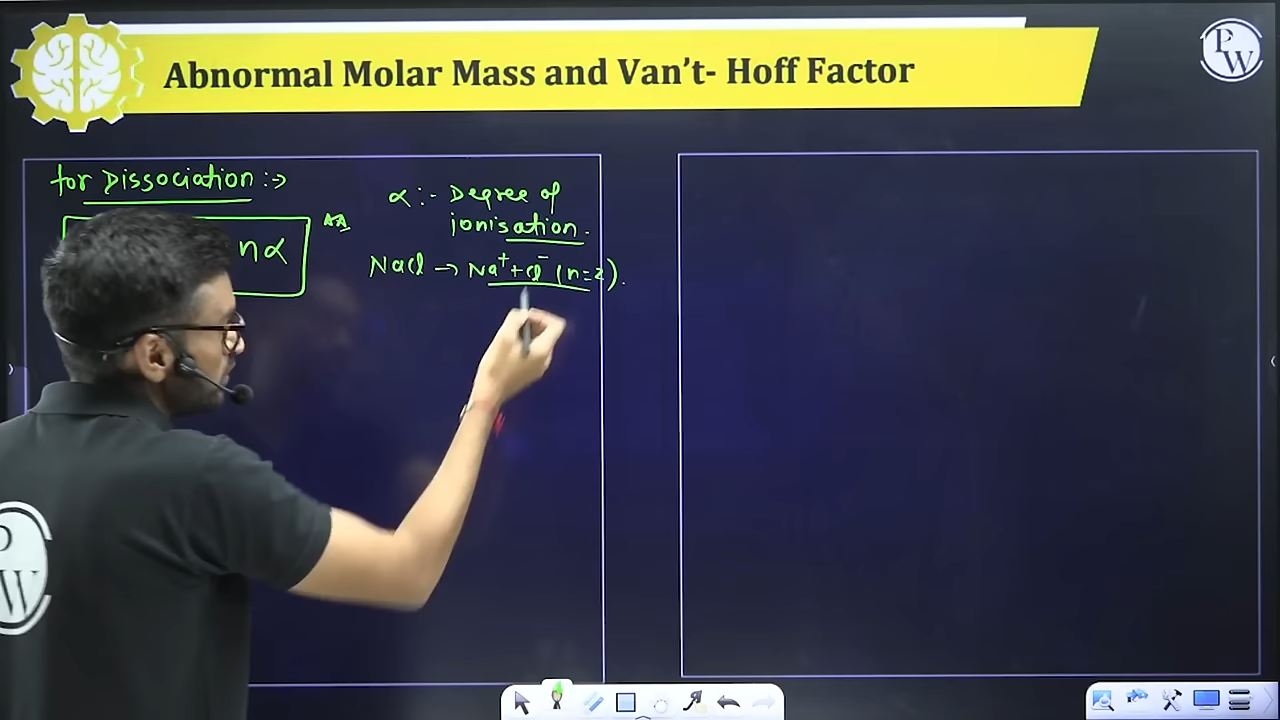 Abnormal Molar Mass and Van't- Hoff Factor
P
W
for Dissociation :->
nα
α :- Degree of
ionisation.
NaCl → Na⁺ + Cl⁻ (n=2).
P
W